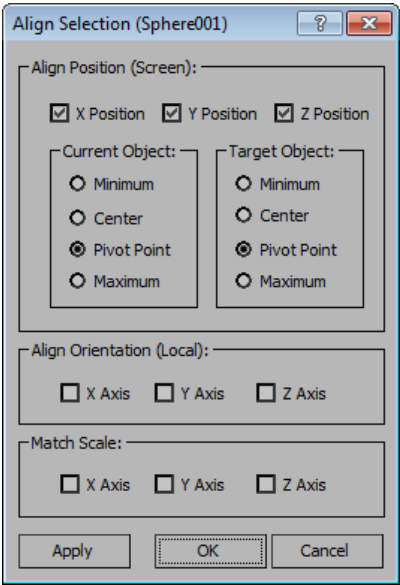 Align Selection (Sphere001)
Align Position (Screen):
X Position Y Position Z Position
Current Object: Target Object:
Minimum Minimum
Center Center
Pivot Point Pivot Point
Maximum Maximum
Align Orientation (Local):
X Axis Y Axis Z Axis
Match Scale:
X Axis Y Axis Z Axis
Apply OK Cancel